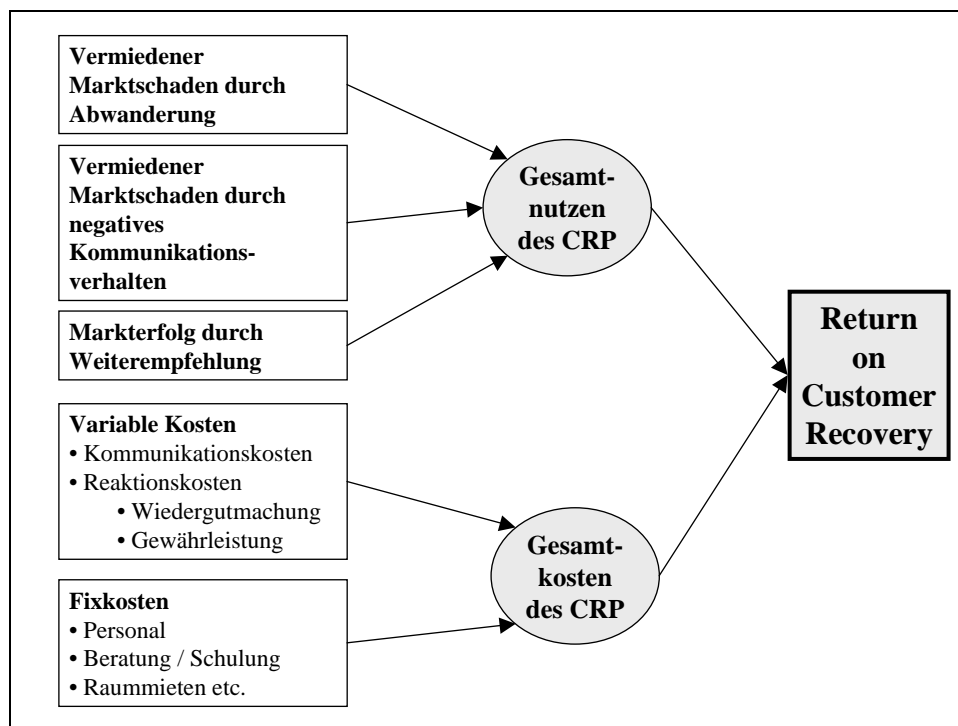 Vermiedener
Marktschaden durch
Abwanderung
Vermiedener
Marktschaden durch
negatives
Kommunikations-
verhalten
Markterfolg durch
Weiterempfehlung
Variable Kosten
• Kommunikationskosten
• Reaktionskosten
• Wiedergutmachung
• Gewährleistung
Fixkosten
• Personal
• Beratung / Schulung
• Raummieten etc.
Gesamt-
nutzen
des CRP
Gesamt-
kosten
des CRP
Return
on
Customer
Recovery